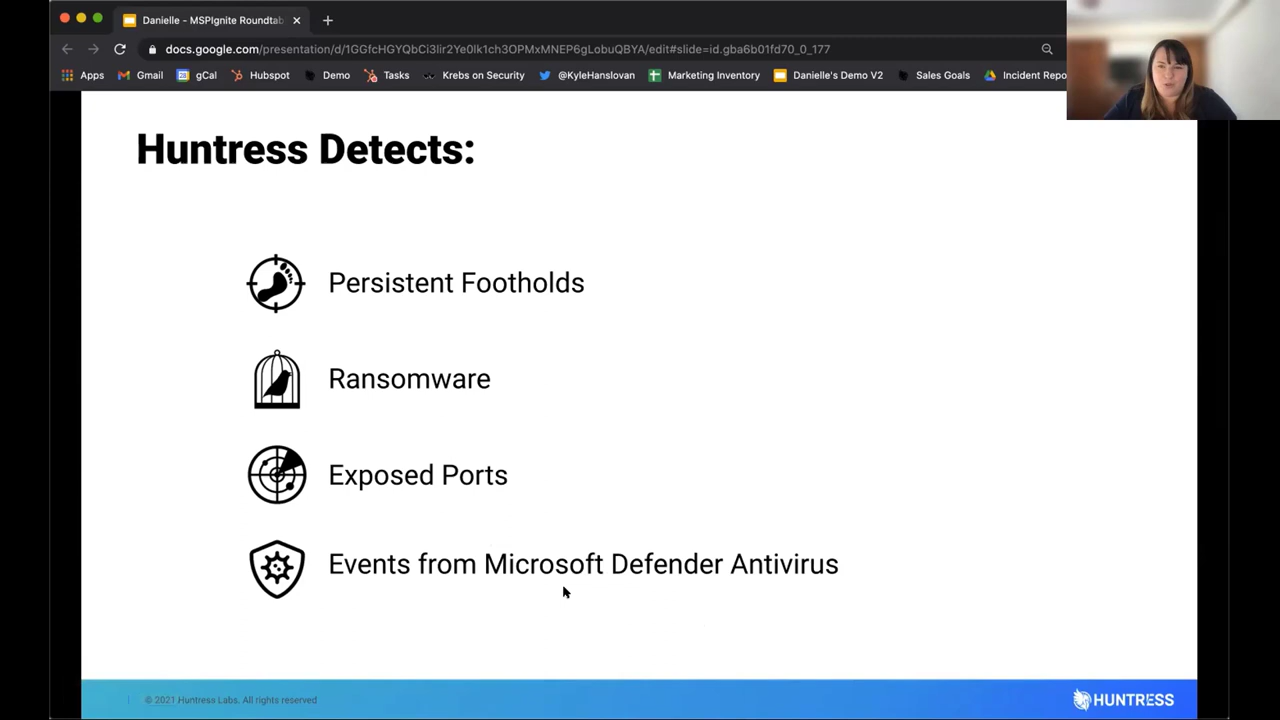 Danielle - MSPIgnite Roundtab
docs.google.com/presentation/d/1GGfcHGYQbCi3lir2Ye0lk1ch3OPMxMNEP6gLobuQBYA/edit#slide=id.gba6b01fd70_0_177
Apps Gmail gCal Hubspot Demo Tasks Krebs on Security @KyleHanslovan Marketing Inventory Danielle's Demo V2 Sales Goals Incident Repo
Huntress Detects:
Persistent Footholds
Ransomware
Exposed Ports
Events from Microsoft Defender Antivirus
© 2021 Huntress Labs. All rights reserved
HUNTRESS